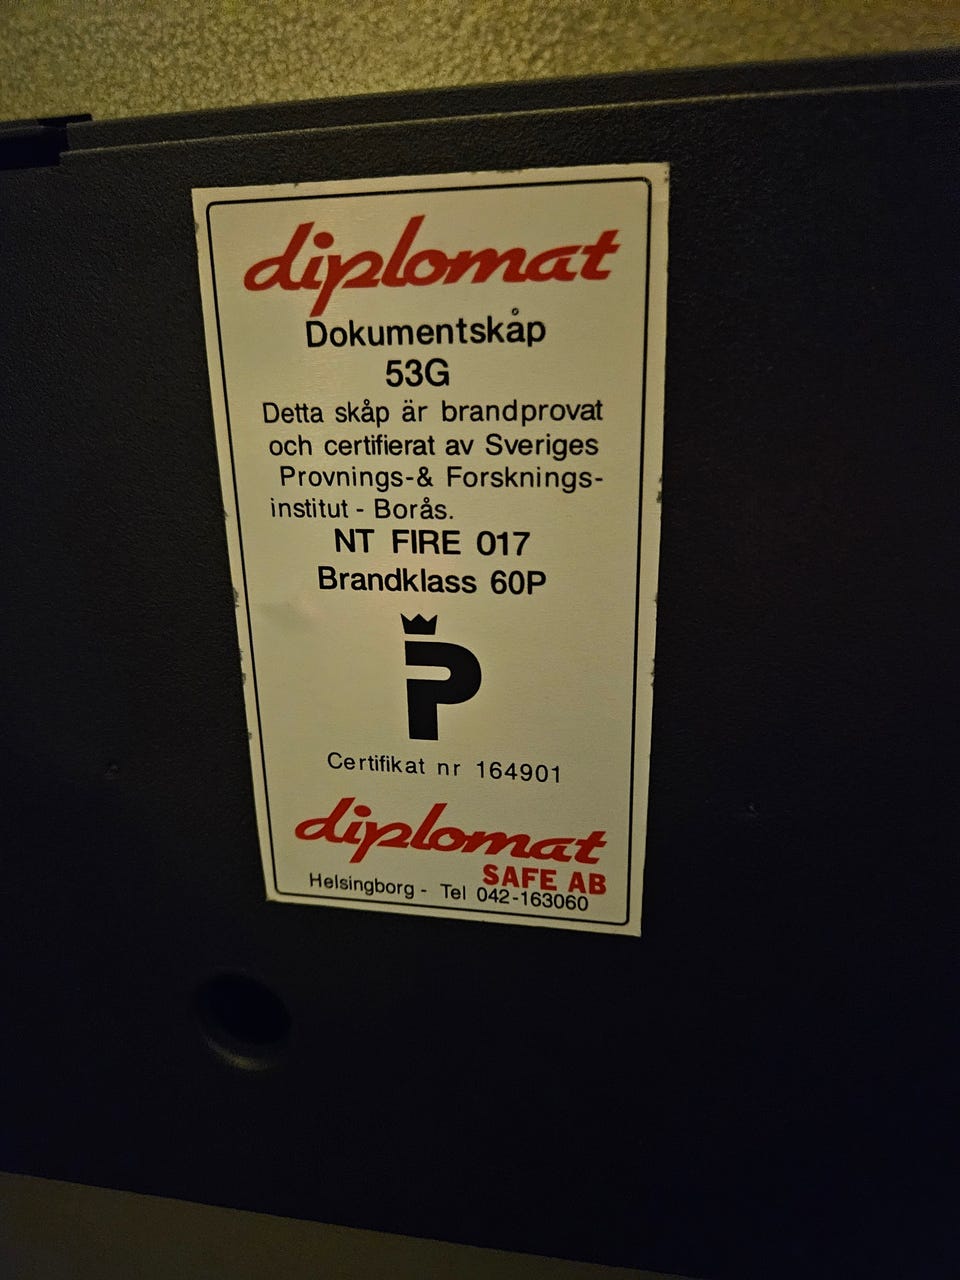 diplomat
Dokumentskåp
53G
Detta skåp är brandprovat
och certifierat av Sveriges
Provnings-& Forsknings-
institut - Borås.
NT FIRE 017
Brandklass 60P
P
Certifikat nr 164901
diplomat
SAFE AB
Helsingborg - Tel 042-163060